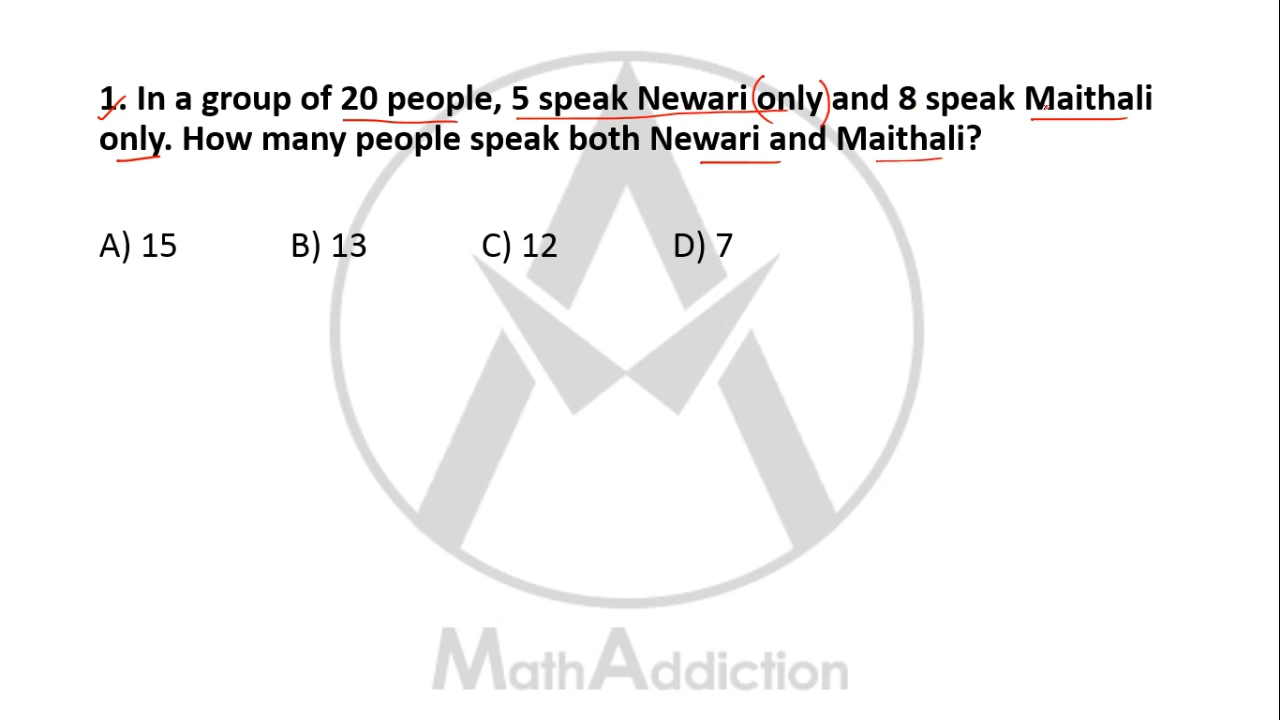 1. In a group of 20 people, 5 speak Newari (only) and 8 speak Maithali
only. How many people speak both Newari and Maithali?
A) 15 B) 13 C) 12 D) 7
MathAddiction